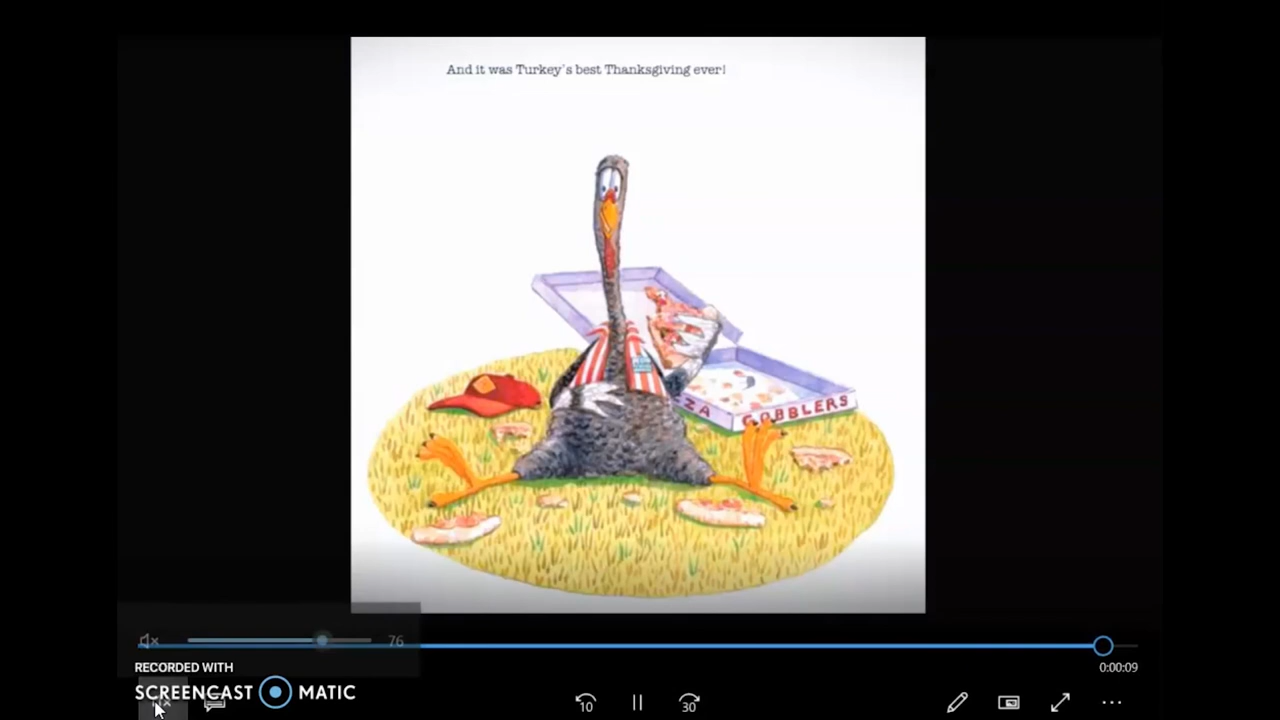 And it was Turkey's best Thanksgiving ever!
ZA GOBBLERS
76
0:00:09
RECORDED WITH
SCREENCAST MATIC
10
30